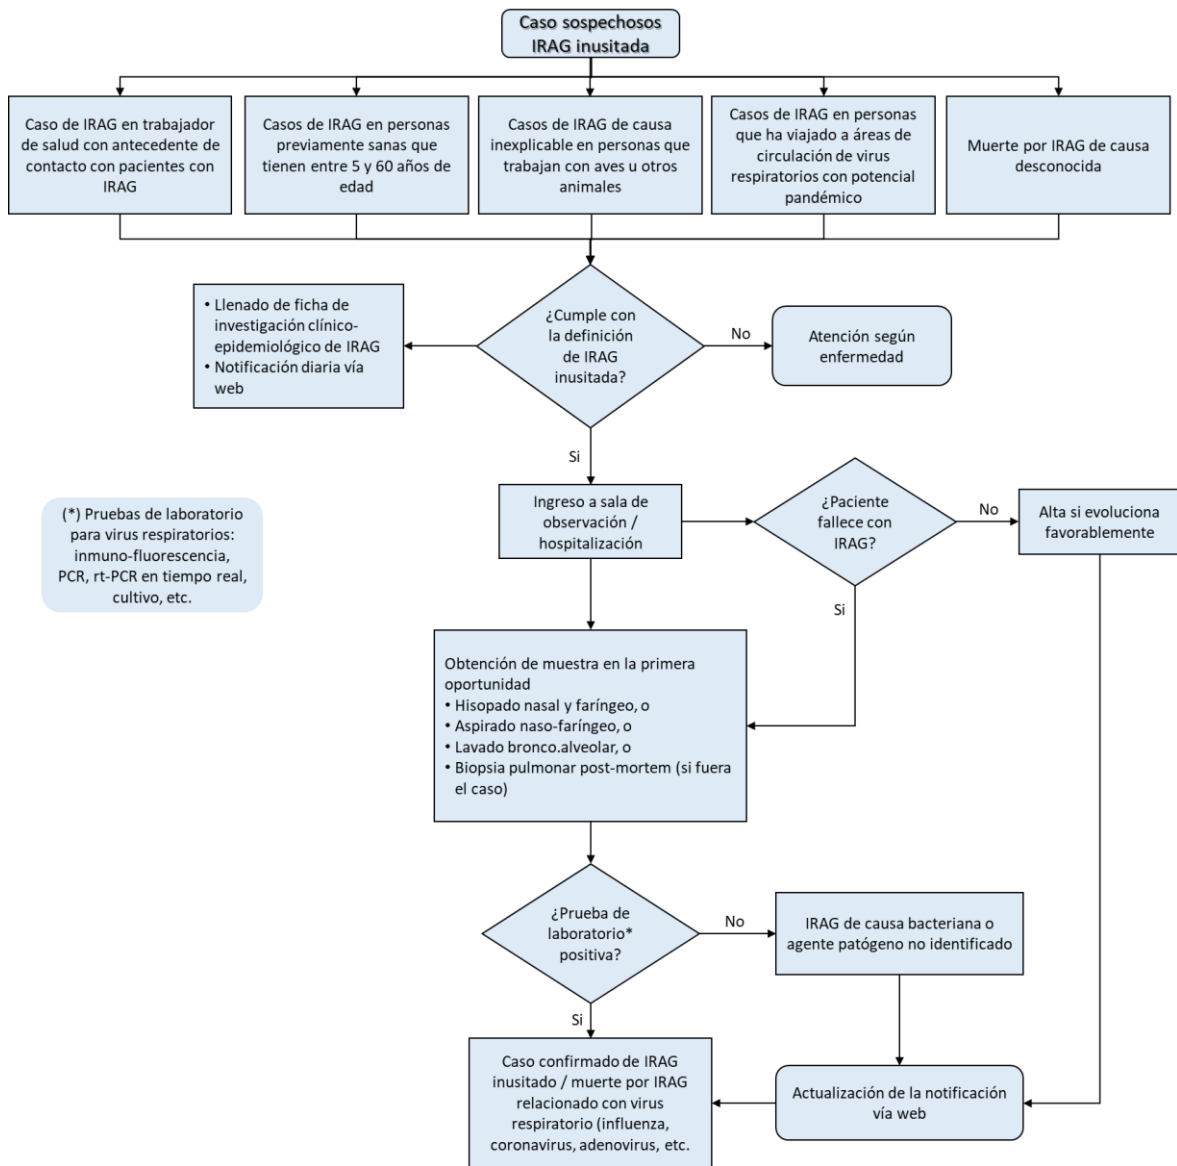 Caso sospechosos
IRAG inusitada
Caso de IRAG en trabajador
de salud con antecedente de
contacto con pacientes con
IRAG
Casos de IRAG en personas
previamente sanas que
tienen entre 5 y 60 años de
edad
Casos de IRAG de causa
inexplicable en personas que
trabajan con aves u otros
animales
Casos de IRAG en personas
que ha viajado a áreas de
circulación de virus
respiratorios con potencial
pandémico
Muerte por IRAG de causa
desconocida
• Llenado de ficha de
investigación clínico-
epidemiológico de IRAG
• Notificación diaria vía
web
¿Cumple con
la definición
de IRAG
inusitada?
No
Atención según
enfermedad
Si
(*) Pruebas de laboratorio
para virus respiratorios:
inmuno-fluorescencia,
PCR, rt-PCR en tiempo real,
cultivo, etc.
Ingreso a sala de
observación /
hospitalización
¿Paciente
fallece con
IRAG?
No
Alta si evoluciona
favorablemente
Si
Obtención de muestra en la primera
oportunidad
• Hisopado nasal y faríngeo, o
• Aspirado naso-faríngeo, o
• Lavado bronco.alveolar, o
• Biopsia pulmonar post-mortem (si fuera
el caso)
¿Prueba de
laboratorio*
positiva?
No
IRAG de causa bacteriana o
agente patógeno no identificado
Si
Caso confirmado de IRAG
inusitado / muerte por IRAG
relacionado con virus
respiratorio (influenza,
coronavirus, adenovirus, etc.
Actualización de la notificación
vía web